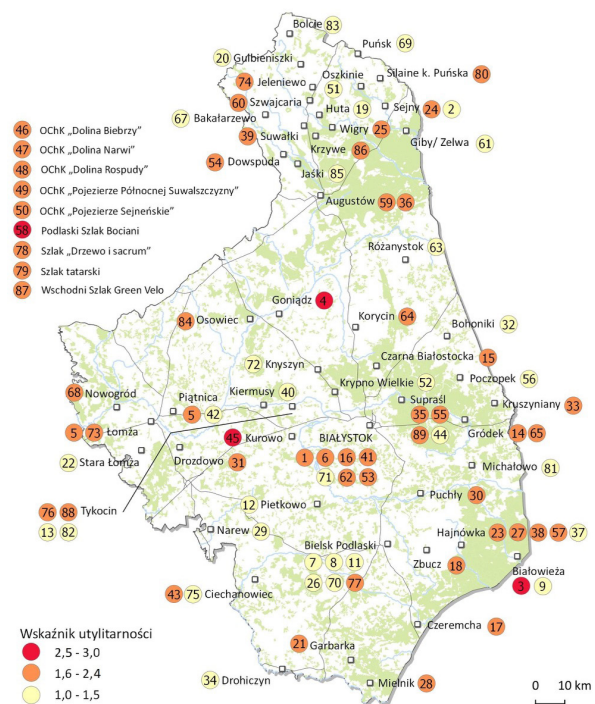 Bolcie 83
Puńsk 69
20 Gulbieniszki
Silaine k. Puńska 80
74 Jeleniewo
Oszkinie 51
60 Szwajcaria
Huta 19
Sejny 24 2
67 Bakałarzewo
39 Suwałki
Wigry 25
Giby/ Zelwa 61
Krzywe 86
54 Dowspuda
Jaśki 85
46 OChK „Dolina Biebrzy”
47 OChK „Dolina Narwi”
48 OChK „Dolina Rospudy”
49 OChK „Pojezierze Północnej Suwalszczyzny”
50 OChK „Pojezierze Sejneńskie”
58 Podlaski Szlak Bociani
78 Szlak „Drzewo i sacrum”
79 Szlak tatarski
87 Wschodni Szlak Green Velo
Augustów 59 36
Różanystok 63
Goniądz 4
84 Osowiec
Korycin 64
Bohoniki 32
Czarna Białostocka 15
72 Knyszyn
Krypno Wielkie 52
Poczopek 56
68 Nowogród
Piątnica 5 42
Kiermusy 40
Supraśl 35 55 89 44
Kruszyniany 33
5 73 Łomża
45 Kurowo
BIAŁYSTOK
1 6 16 41
71 62 53
Gródek 14 65
22 Stara Łomża
Drozdowo 31
Michałowo 81
76 88 Tykocin
13 82
12 Pietkowo
Puchły 30
Narew 29
Hajnówka 23 27 38 57 37
Bielsk Podlaski
7 8 11
26 70 77
Zbucz 18
Białowieża
3 9
43 75 Ciechanowiec
Czeremcha 17
21 Garbarka
34 Drohiczyn
Mielnik 28
Wskaźnik utylitarności
2,5 - 3,0
1,6 - 2,4
1,0 - 1,5
0 10 km